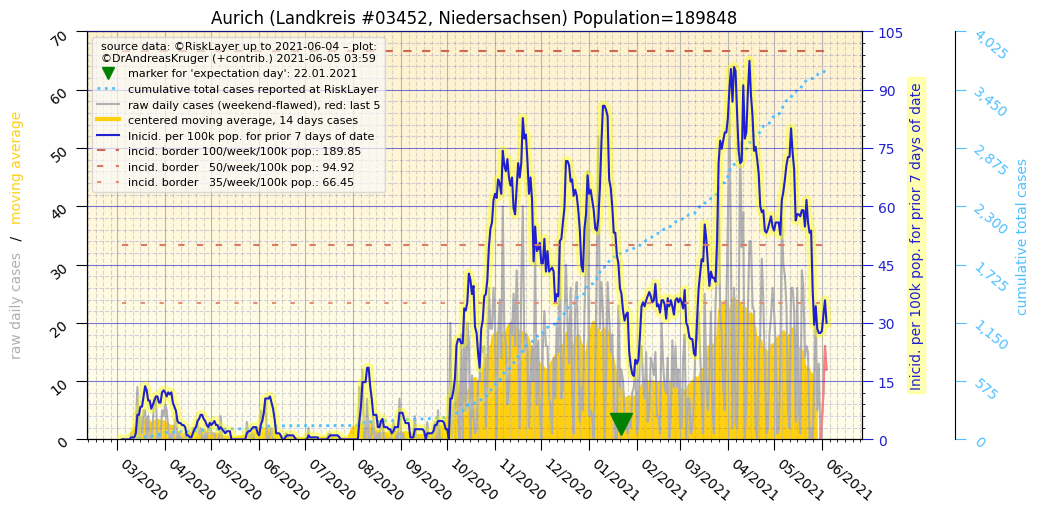 Aurich (Landkreis #03452, Niedersachsen) Population=189848
source data: ©RiskLayer up to 2021-06-04 – plot:
©DrAndreasKruger (+contrib.) 2021-06-05 03:59
marker for 'expectation day': 22.01.2021
cumulative total cases reported at RiskLayer
raw daily cases (weekend-flawed), red: last 5
centered moving average, 14 days cases
Inicid. per 100k pop. for prior 7 days of date
incid. border 100/week/100k pop.: 189.85
incid. border 50/week/100k pop.: 94.92
incid. border 35/week/100k pop.: 66.45
raw daily cases / moving average
70
60
50
40
30
20
10
0
105
90
75
60
45
30
15
0
Inicid. per 100k pop. for prior 7 days of date
4,025
3,450
2,875
2,300
1,725
1,150
575
0
cumulative total cases
03/2020
04/2020
05/2020
06/2020
07/2020
08/2020
09/2020
10/2020
11/2020
12/2020
01/2021
02/2021
03/2021
04/2021
05/2021
06/2021